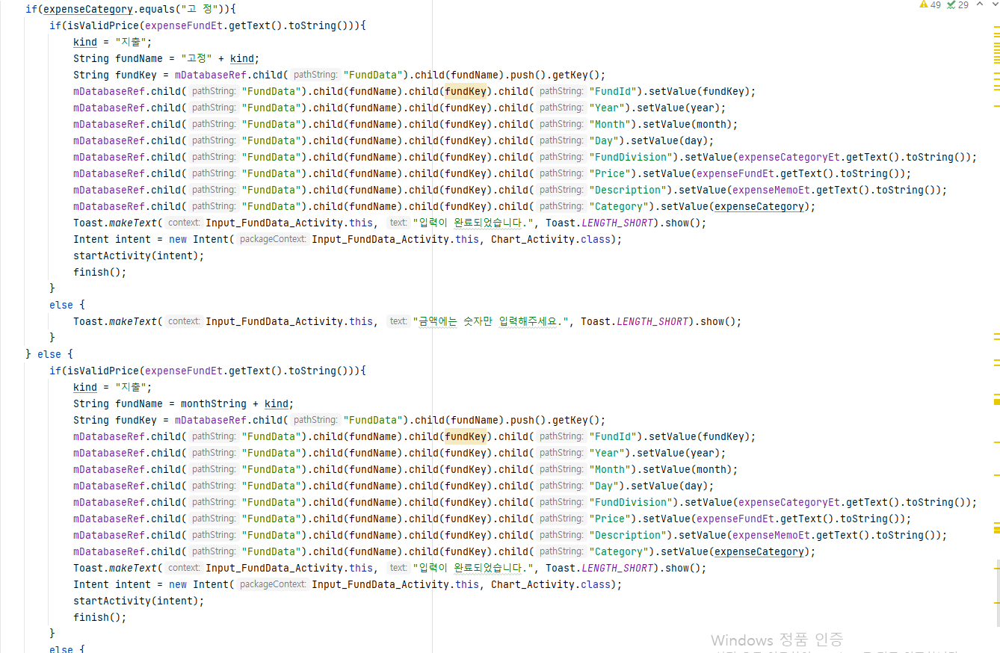 49 29
if(expenseCategory.equals("고 정")){
if(isValidPrice(expenseFundEt.getText().toString())){
kind = "지출";
String fundName = "고정" + kind;
String fundKey = mDatabaseRef.child( pathString: "FundData").child(fundName).push().getKey();
mDatabaseRef.child( pathString: "FundData").child(fundName).child(fundKey).child( pathString: "FundId").setValue(fundKey);
mDatabaseRef.child( pathString: "FundData").child(fundName).child(fundKey).child( pathString: "Year").setValue(year);
mDatabaseRef.child( pathString: "FundData").child(fundName).child(fundKey).child( pathString: "Month").setValue(month);
mDatabaseRef.child( pathString: "FundData").child(fundName).child(fundKey).child( pathString: "Day").setValue(day);
mDatabaseRef.child( pathString: "FundData").child(fundName).child(fundKey).child( pathString: "FundDivision").setValue(expenseCategoryEt.getText().toString());
mDatabaseRef.child( pathString: "FundData").child(fundName).child(fundKey).child( pathString: "Price").setValue(expenseFundEt.getText().toString());
mDatabaseRef.child( pathString: "FundData").child(fundName).child(fundKey).child( pathString: "Description").setValue(expenseMemoEt.getText().toString());
mDatabaseRef.child( pathString: "FundData").child(fundName).child(fundKey).child( pathString: "Category").setValue(expenseCategory);
Toast.makeText( context: Input_FundData_Activity.this, text: "입력이 완료되었습니다.", Toast.LENGTH_SHORT).show();
Intent intent = new Intent( packageContext: Input_FundData_Activity.this, Chart_Activity.class);
startActivity(intent);
finish();
}
else {
Toast.makeText( context: Input_FundData_Activity.this, text: "금액에는 숫자만 입력해주세요.", Toast.LENGTH_SHORT).show();
}
} else {
if(isValidPrice(expenseFundEt.getText().toString())){
kind = "지출";
String fundName = monthString + kind;
String fundKey = mDatabaseRef.child( pathString: "FundData").child(fundName).push().getKey();
mDatabaseRef.child( pathString: "FundData").child(fundName).child(fundKey).child( pathString: "FundId").setValue(fundKey);
mDatabaseRef.child( pathString: "FundData").child(fundName).child(fundKey).child( pathString: "Year").setValue(year);
mDatabaseRef.child( pathString: "FundData").child(fundName).child(fundKey).child( pathString: "Month").setValue(month);
mDatabaseRef.child( pathString: "FundData").child(fundName).child(fundKey).child( pathString: "Day").setValue(day);
mDatabaseRef.child( pathString: "FundData").child(fundName).child(fundKey).child( pathString: "FundDivision").setValue(expenseCategoryEt.getText().toString());
mDatabaseRef.child( pathString: "FundData").child(fundName).child(fundKey).child( pathString: "Price").setValue(expenseFundEt.getText().toString());
mDatabaseRef.child( pathString: "FundData").child(fundName).child(fundKey).child( pathString: "Description").setValue(expenseMemoEt.getText().toString());
mDatabaseRef.child( pathString: "FundData").child(fundName).child(fundKey).child( pathString: "Category").setValue(expenseCategory);
Toast.makeText( context: Input_FundData_Activity.this, text: "입력이 완료되었습니다.", Toast.LENGTH_SHORT).show();
Intent intent = new Intent( packageContext: Input_FundData_Activity.this, Chart_Activity.class);
startActivity(intent);
finish();
}
Windows 정품 인증
else {